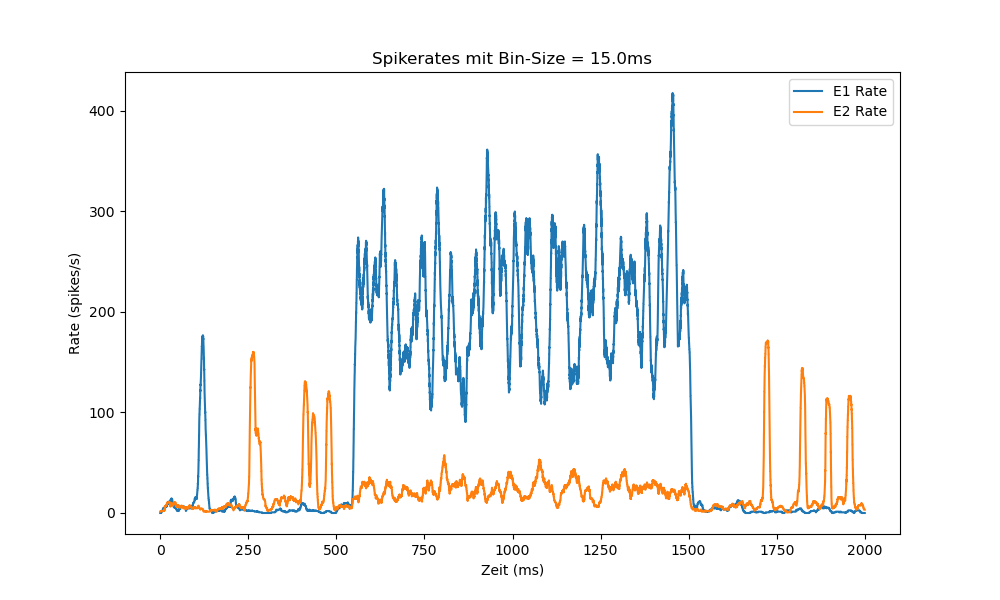 Spikerates mit Bin-Size = 15.0ms
E1 Rate
E2 Rate
400
300
200
100
0
Rate (spikes/s)
0 250 500 750 1000 1250 1500 1750 2000
Zeit (ms)